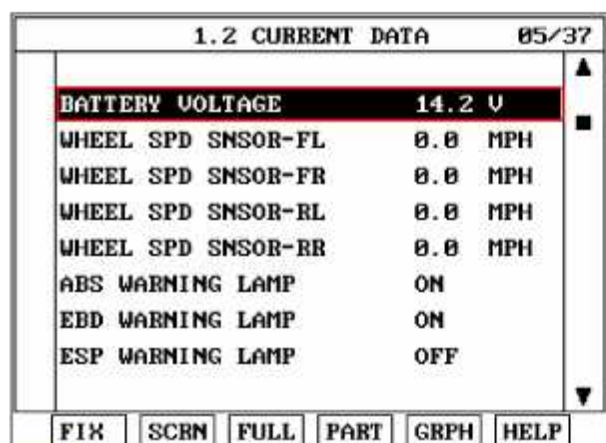 1.2 CURRENT DATA 05/37
BATTERY VOLTAGE 14.2 V
WHEEL SPD SNSOR-FL 0.0 MPH
WHEEL SPD SNSOR-FR 0.0 MPH
WHEEL SPD SNSOR-RL 0.0 MPH
WHEEL SPD SNSOR-RR 0.0 MPH
ABS WARNING LAMP ON
EBD WARNING LAMP ON
ESP WARNING LAMP OFF
FIX SCRN FULL PART GRPH HELP